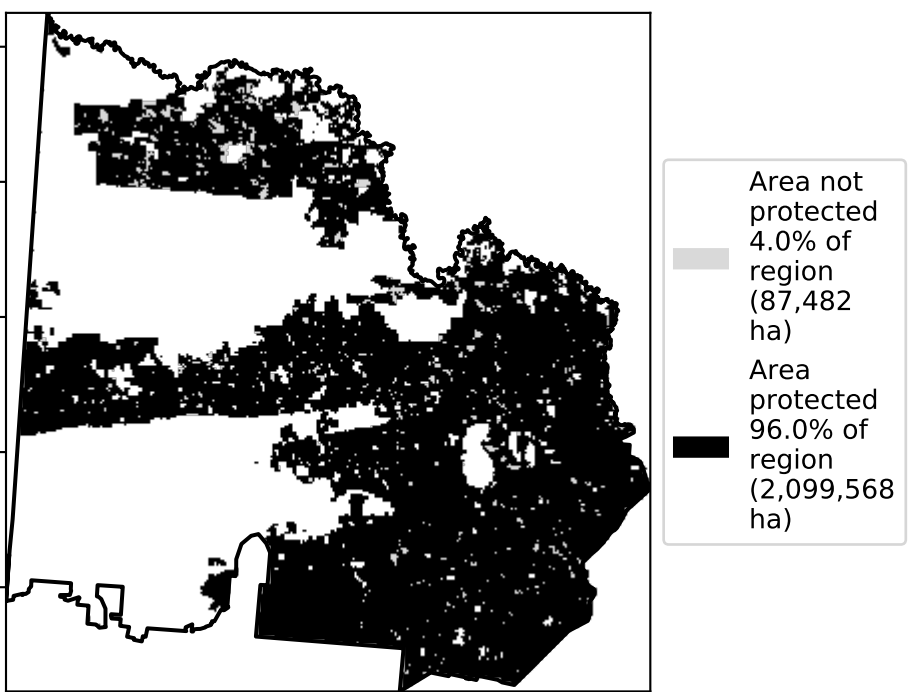 Area not
protected
4.0% of
region
(87,482
ha)
Area
protected
96.0% of
region
(2,099,568
ha)